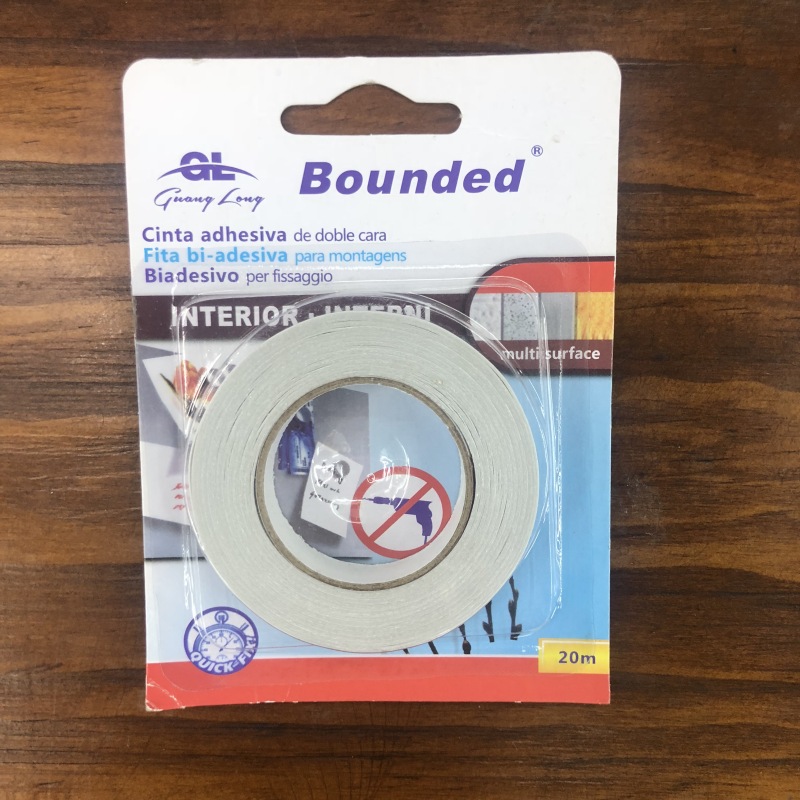 GL
Guang Long
Bounded®
Cinta adhesiva de doble cara
Fita bi-adesiva para montagens
Biadesivo per fissaggio
INTERIOR · INTERNI
multi surface
QUICK-FIX
20m